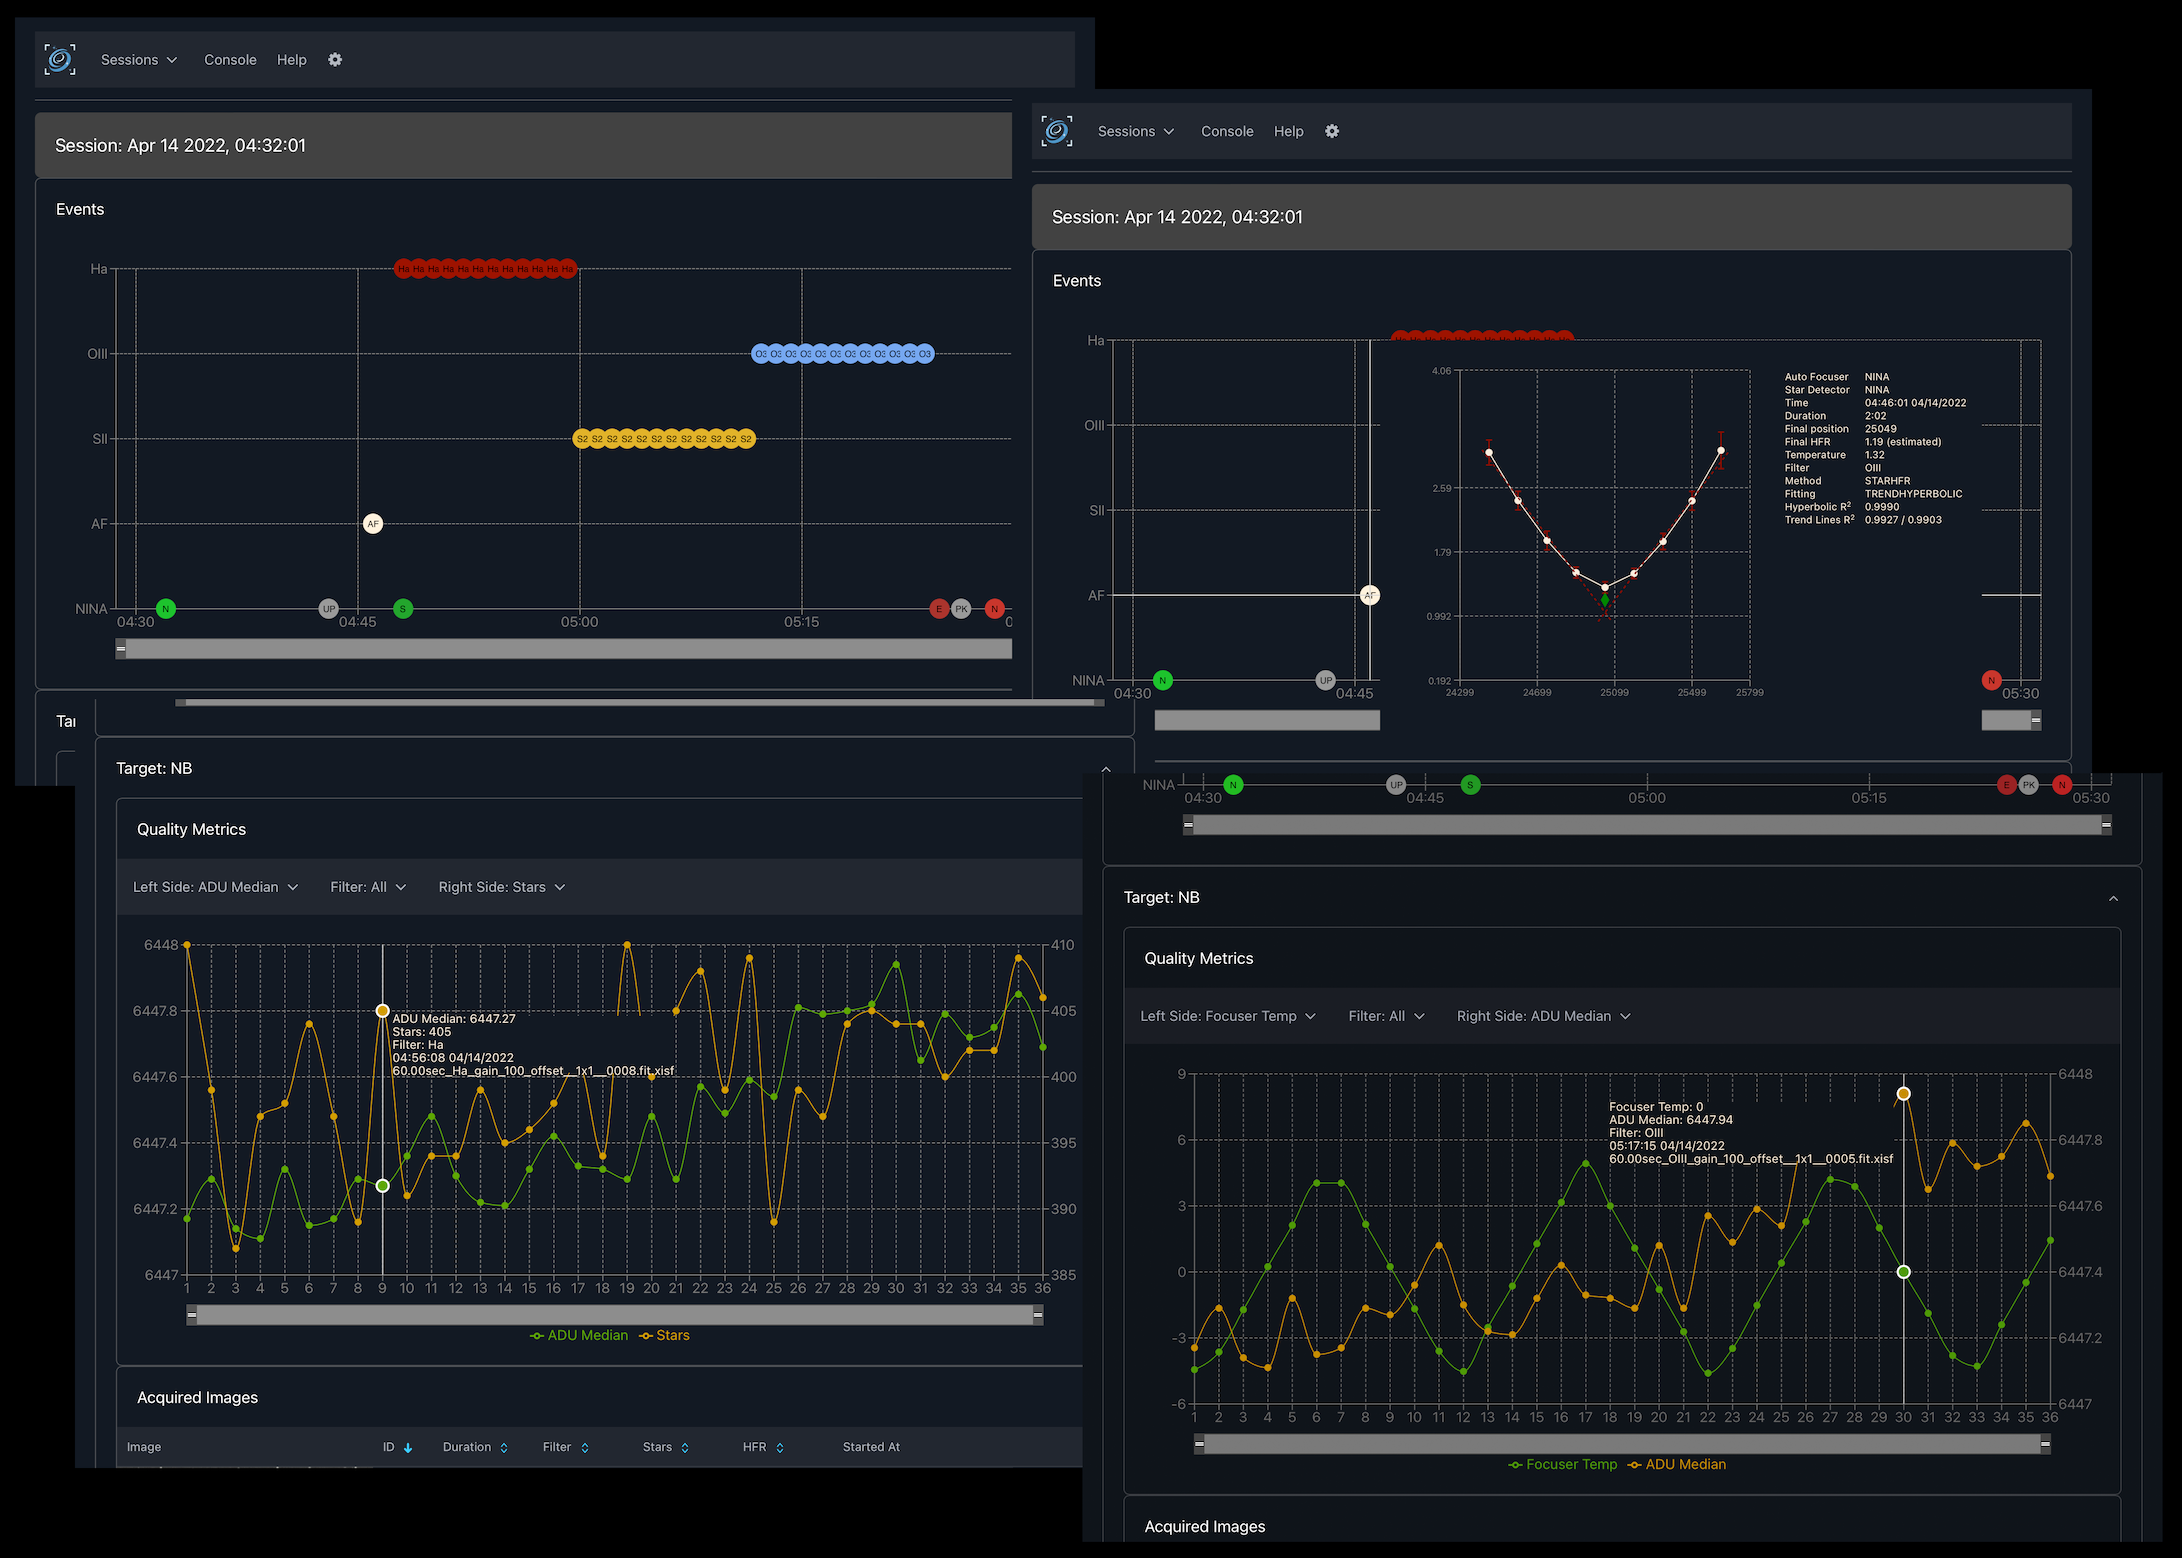 Sessions Console Help
Session: Apr 14 2022, 04:32:01
Events
Ha
Ha Ha Ha Ha Ha Ha Ha Ha Ha Ha Ha Ha
OIII
O3 O3 O3 O3 O3 O3 O3 O3 O3 O3 O3 O3
SII
S2 S2 S2 S2 S2 S2 S2 S2 S2 S2 S2 S2
AF
AF
NINA
N UP S E PK N
04:30 04:45 05:00 05:15
Sessions Console Help
Session: Apr 14 2022, 04:32:01
Events
Ha
OIII
SII
AF
AF
NINA
N UP N
04:30 04:45 05:30
4.06
2.59
1.79
0.992
0.192
24299 24699 25099 25499 25799
Auto Focuser NINA
Star Detector NINA
Time 04:46:01 04/14/2022
Duration 2:02
Final position 25049
Final HFR 1.19 (estimated)
Temperature 1.32
Filter OIII
Method STARHFR
Fitting TRENDHYPERBOLIC
Hyperbolic R² 0.9990
Trend Lines R² 0.9927 / 0.9903
Target: NB
Quality Metrics
Left Side: ADU Median Filter: All Right Side: Stars
6448 410
6447.8 405
6447.6 400
6447.4 395
6447.2 390
6447 385
ADU Median: 6447.27
Stars: 405
Filter: Ha
04:56:08 04/14/2022
60.00sec_Ha_gain_100_offset__1x1__0008.fit.xisf
1 2 3 4 5 6 7 8 9 10 11 12 13 14 15 16 17 18 19 20 21 22 23 24 25 26 27 28 29 30 31 32 33 34 35 36
ADU Median Stars
Acquired Images
Image ID Duration Filter Stars HFR Started At
NINA
N UP S E PK N
04:30 04:45 05:00 05:15 05:30
Target: NB
Quality Metrics
Left Side: Focuser Temp Filter: All Right Side: ADU Median
9 6448
6 6447.8
3 6447.6
0 6447.4
-3 6447.2
-6 6447
Focuser Temp: 0
ADU Median: 6447.94
Filter: OIII
05:17:15 04/14/2022
60.00sec_OIII_gain_100_offset__1x1__0005.fit.xisf
1 2 3 4 5 6 7 8 9 10 11 12 13 14 15 16 17 18 19 20 21 22 23 24 25 26 27 28 29 30 31 32 33 34 35 36
Focuser Temp ADU Median
Acquired Images